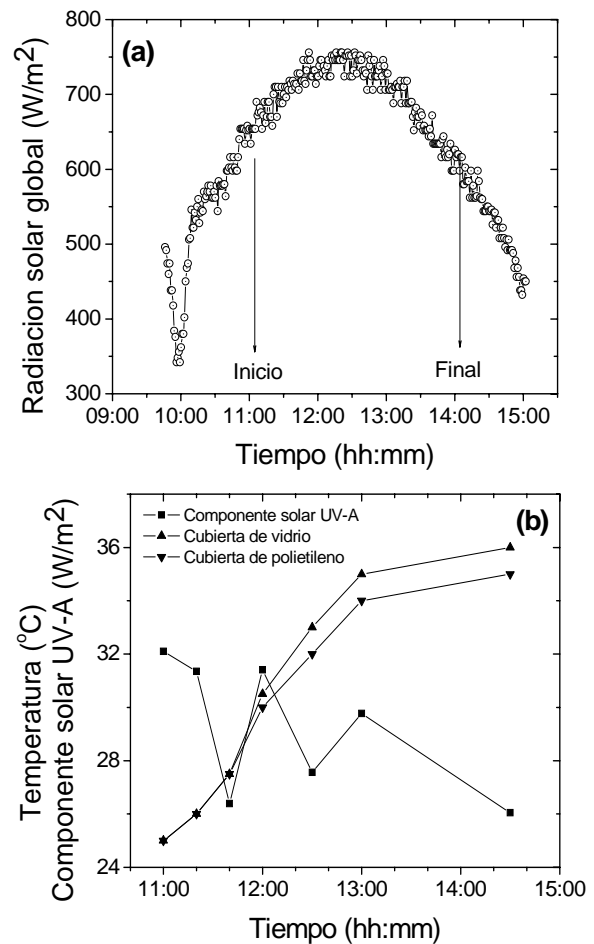 (a)
Radiacion solar global (W/m2)
800
700
600
500
400
300
Inicio
Final
09:00 10:00 11:00 12:00 13:00 14:00 15:00
Tiempo (hh:mm)
(b)
Componente solar UV-A
Cubierta de vidrio
Cubierta de polietileno
Temperatura (oC)
Componente solar UV-A (W/m2)
36
32
28
24
11:00 12:00 13:00 14:00 15:00
Tiempo (hh:mm)